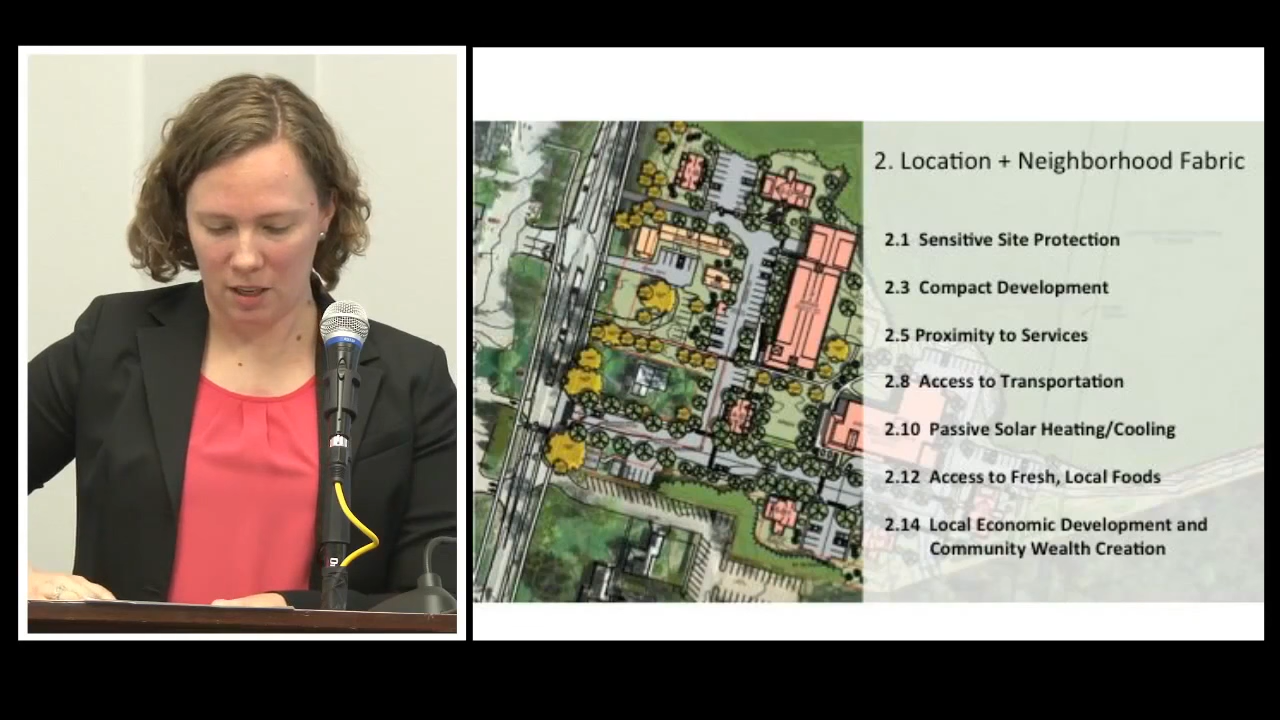 2. Location + Neighborhood Fabric
2.1 Sensitive Site Protection
2.3 Compact Development
2.5 Proximity to Services
2.8 Access to Transportation
2.10 Passive Solar Heating/Cooling
2.12 Access to Fresh, Local Foods
2.14 Local Economic Development and
Community Wealth Creation